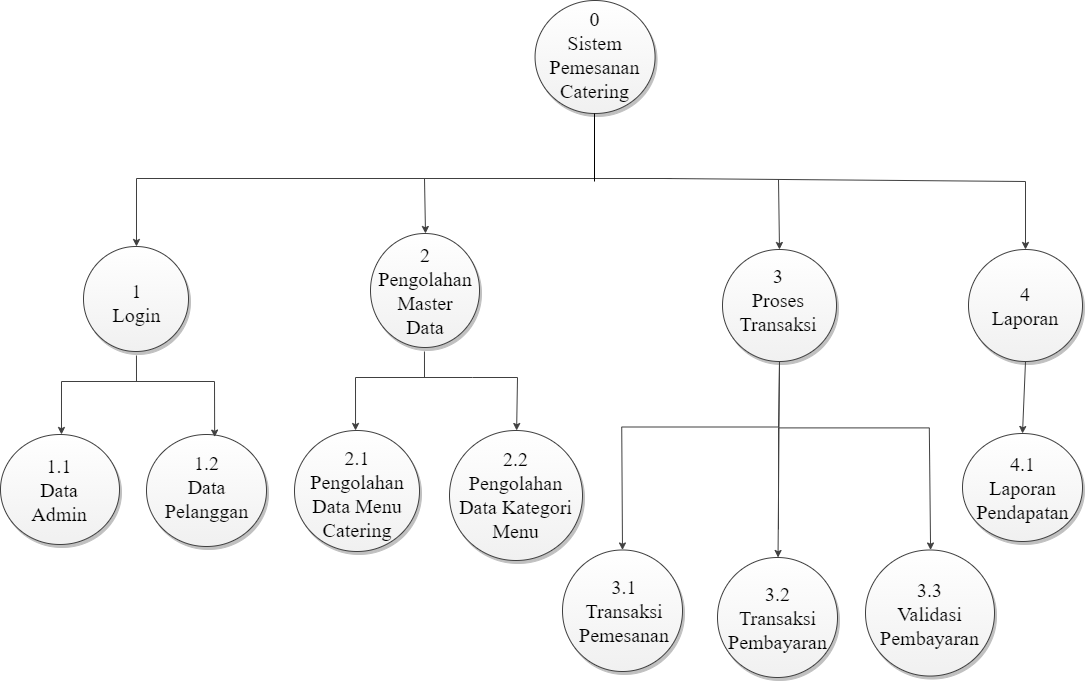 0
Sistem
Pemesanan
Catering
1
Login
2
Pengolahan
Master
Data
3
Proses
Transaksi
4
Laporan
1.1
Data
Admin
1.2
Data
Pelanggan
2.1
Pengolahan
Data Menu
Catering
2.2
Pengolahan
Data Kategori
Menu
3.1
Transaksi
Pemesanan
3.2
Transaksi
Pembayaran
3.3
Validasi
Pembayaran
4.1
Laporan
Pendapatan